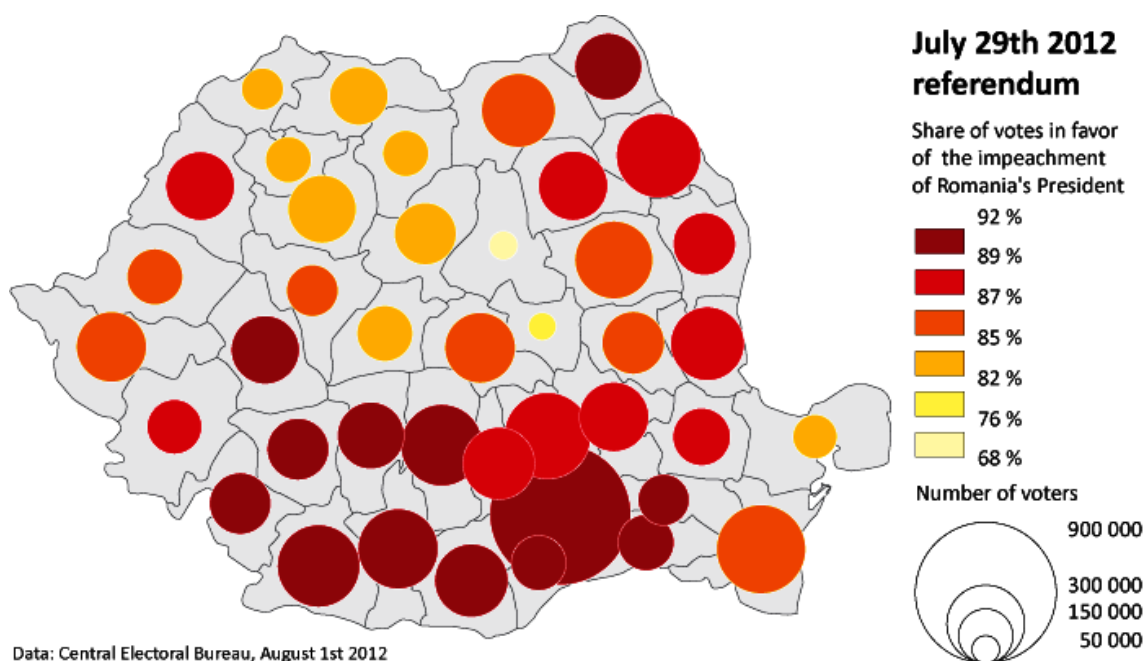 July 29th 2012
referendum
Share of votes in favor
of the impeachment
of Romania's President
92 %
89 %
87 %
85 %
82 %
76 %
68 %
Number of voters
900 000
300 000
150 000
50 000
Data: Central Electoral Bureau, August 1st 2012